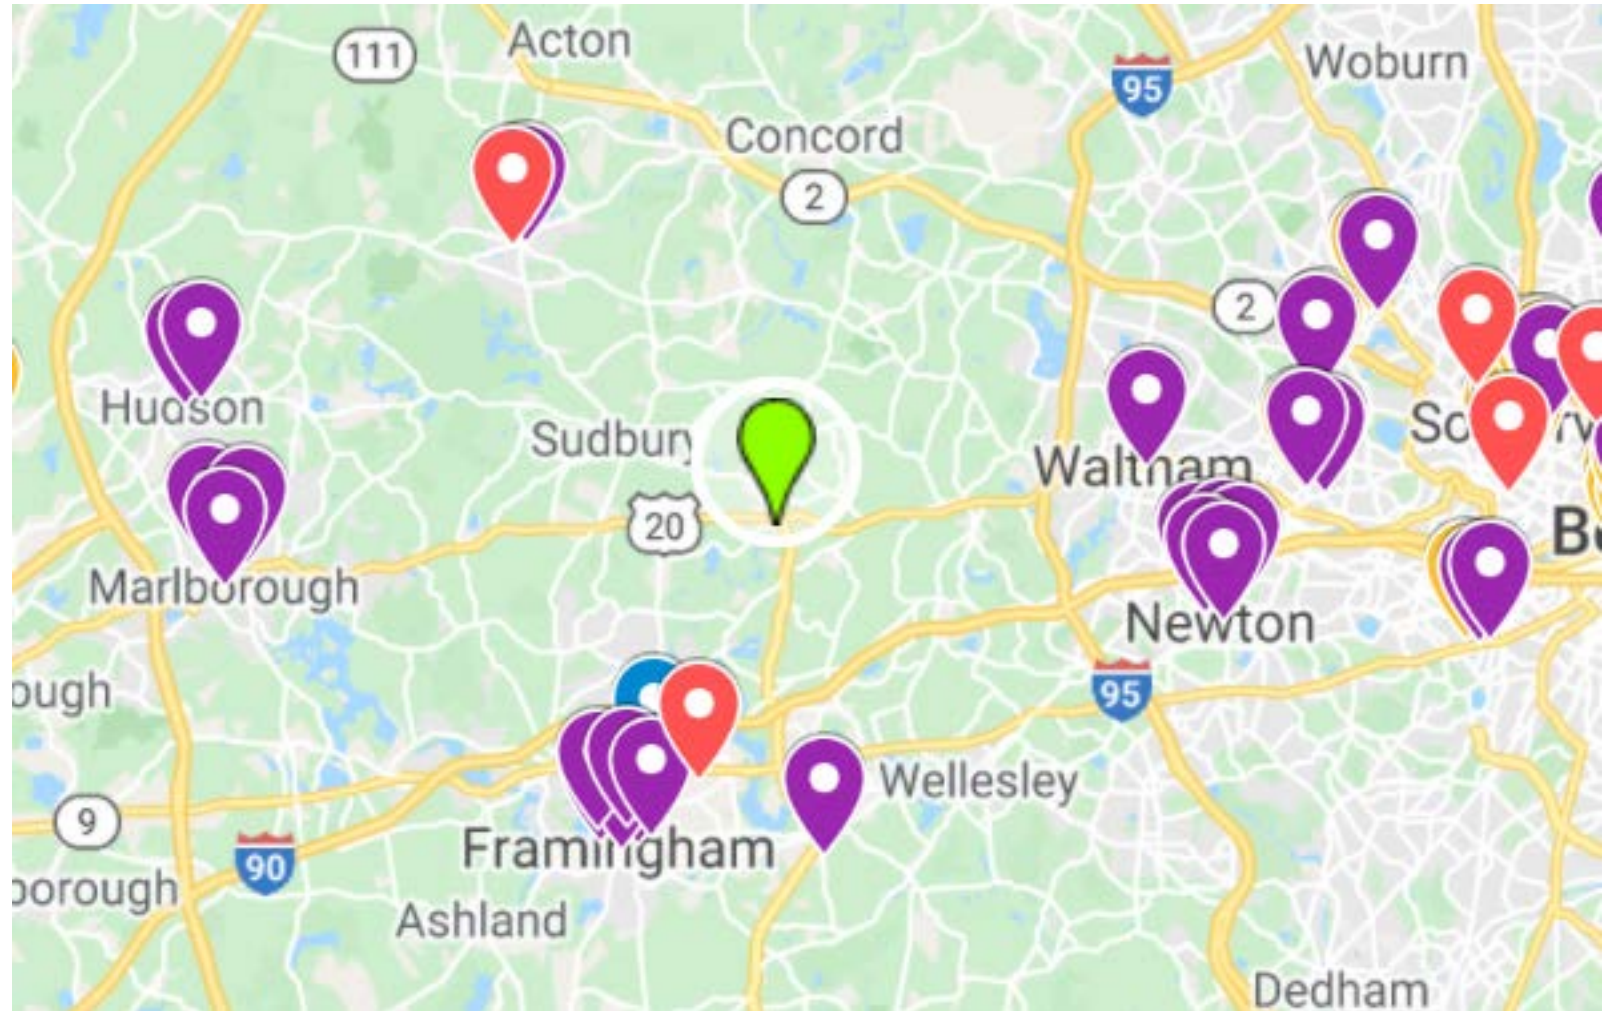 Acton
111
Woburn
95
Concord
2
2
Hudson
Sudbury
Waltham
20
Marlborough
Newton
ough
95
Wellesley
9
Framingham
90
borough
Ashland
Dedham